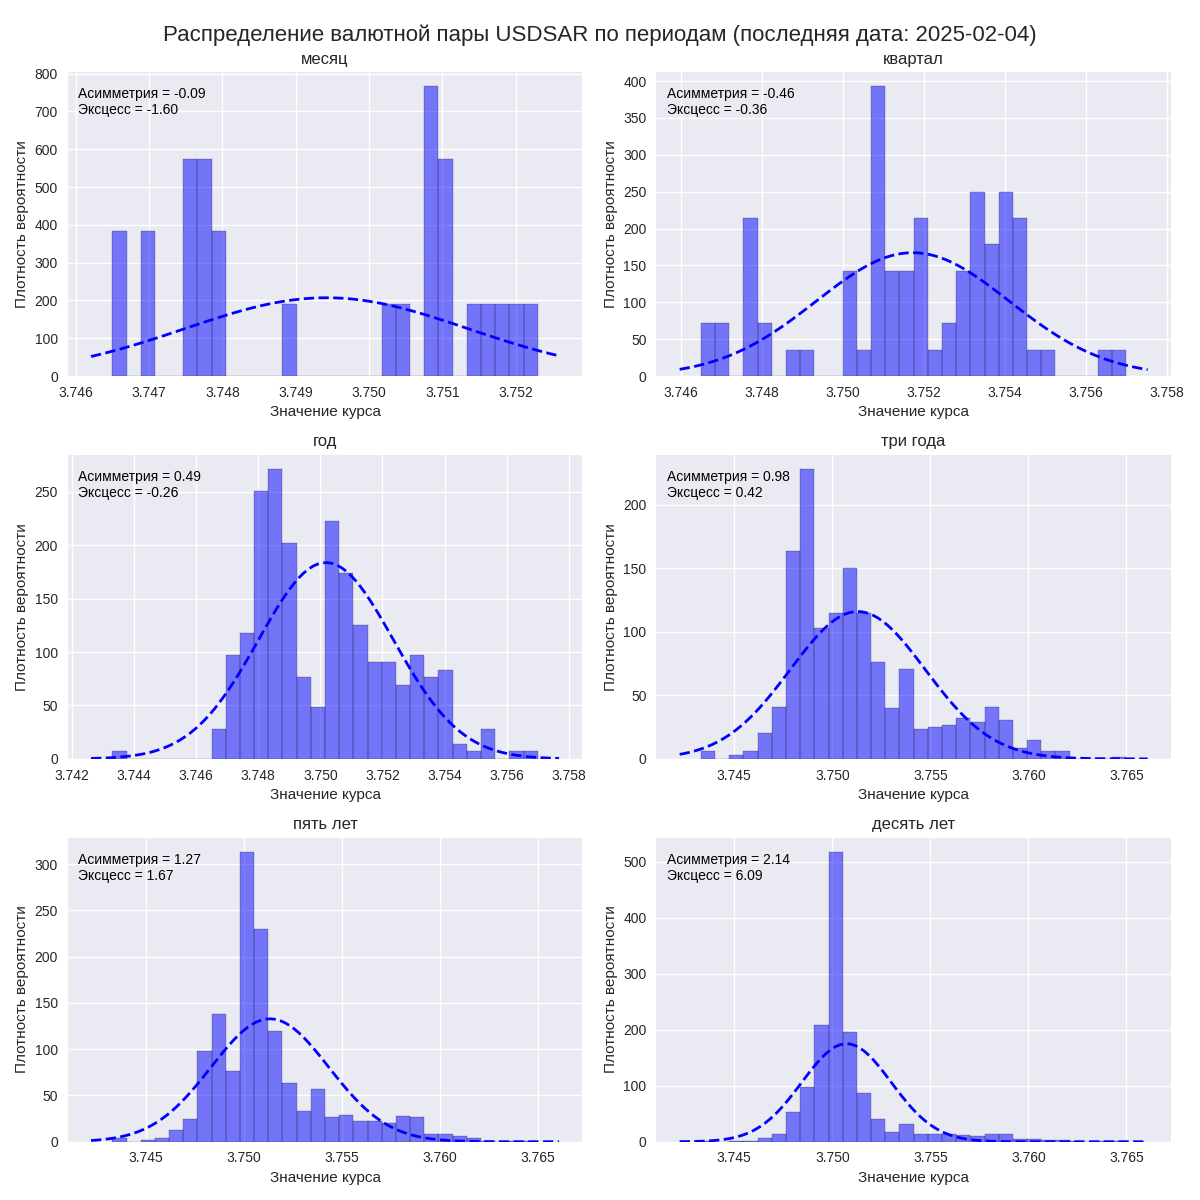 Распределение валютной пары USDSAR по периодам (последняя дата: 2025-02-04)
месяц
Асимметрия = -0.09
Эксцесс = -1.60
Плотность вероятности
800
700
600
500
400
300
200
100
0
3.746 3.747 3.748 3.749 3.750 3.751 3.752
Значение курса
квартал
Асимметрия = -0.46
Эксцесс = -0.36
Плотность вероятности
400
350
300
250
200
150
100
50
0
3.746 3.748 3.750 3.752 3.754 3.756 3.758
Значение курса
год
Асимметрия = 0.49
Эксцесс = -0.26
Плотность вероятности
250
200
150
100
50
0
3.742 3.744 3.746 3.748 3.750 3.752 3.754 3.756 3.758
Значение курса
три года
Асимметрия = 0.98
Эксцесс = 0.42
Плотность вероятности
200
150
100
50
0
3.745 3.750 3.755 3.760 3.765
Значение курса
пять лет
Асимметрия = 1.27
Эксцесс = 1.67
Плотность вероятности
300
250
200
150
100
50
0
3.745 3.750 3.755 3.760 3.765
Значение курса
десять лет
Асимметрия = 2.14
Эксцесс = 6.09
Плотность вероятности
500
400
300
200
100
0
3.745 3.750 3.755 3.760 3.765
Значение курса